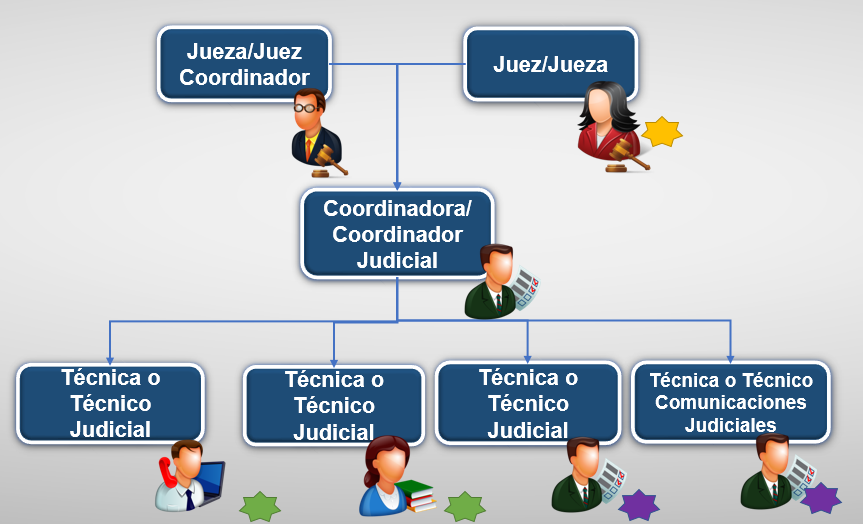 Jueza/Juez
Coordinador
Juez/Jueza
Coordinadora/
Coordinador
Judicial
Técnica o
Técnico
Judicial
Técnica o
Técnico
Judicial
Técnica o
Técnico
Judicial
Técnica o Técnico
Comunicaciones
Judiciales